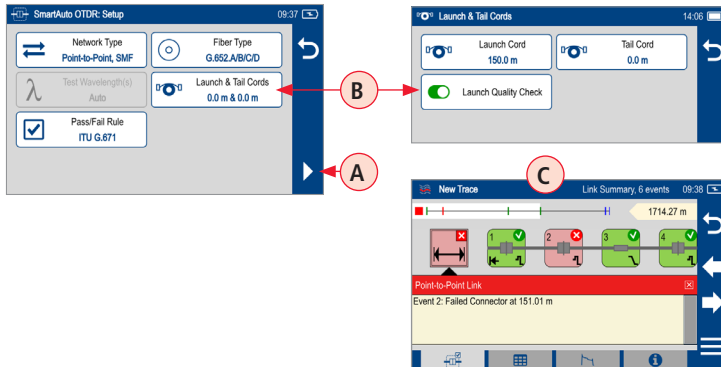 SmartAuto OTDR: Setup 09:37
Network Type
Point-to-Point, SMF
Fiber Type
G.652.A/B/C/D
λ
Test Wavelength(s)
Auto
Launch & Tail Cords
0.0 m & 0.0 m
Pass/Fail Rule
ITU G.671
A
B
Launch & Tail Cords 14:06
Launch Cord
150.0 m
Tail Cord
0.0 m
Launch Quality Check
C
New Trace Link Summary, 6 events 09:38
1714.27 m
1 2 3 4
Point-to-Point Link
Event 2: Failed Connector at 151.01 m